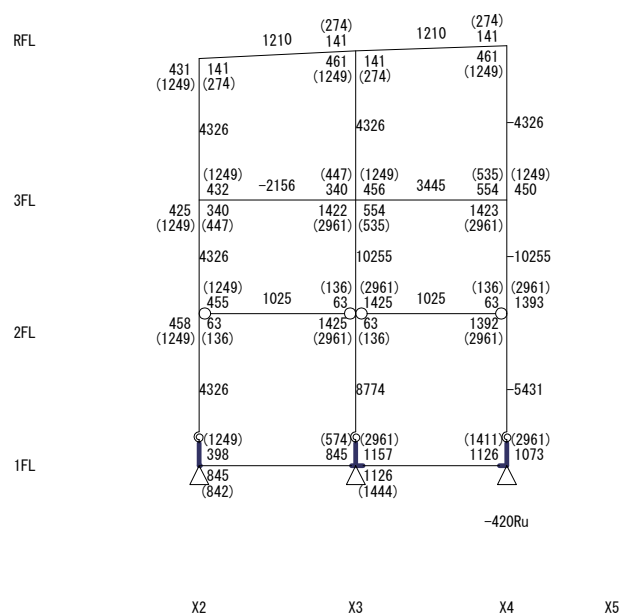 (274) (274)
RFL 1210 141 1210 141
431 141 461 141 461
(1249) (274) (1249) (274) (1249)
4326 4326 -4326
(1249) (447) (1249) (535) (1249)
432 -2156 340 456 3445 554 450
3FL
425 340 1422 554 1423
(1249) (447) (2961) (535) (2961)
4326 10255 -10255
(1249) (136) (2961) (136) (2961)
455 1025 63 1425 1025 63 1393
2FL
458 63 1425 63 1392
(1249) (136) (2961) (136) (2961)
4326 8774 -5431
(1249) (574) (2961) (1411) (2961)
1FL 398 845 1157 1126 1073
845 1126
(842) (1444)
-420Ru
X2 X3 X4 X5